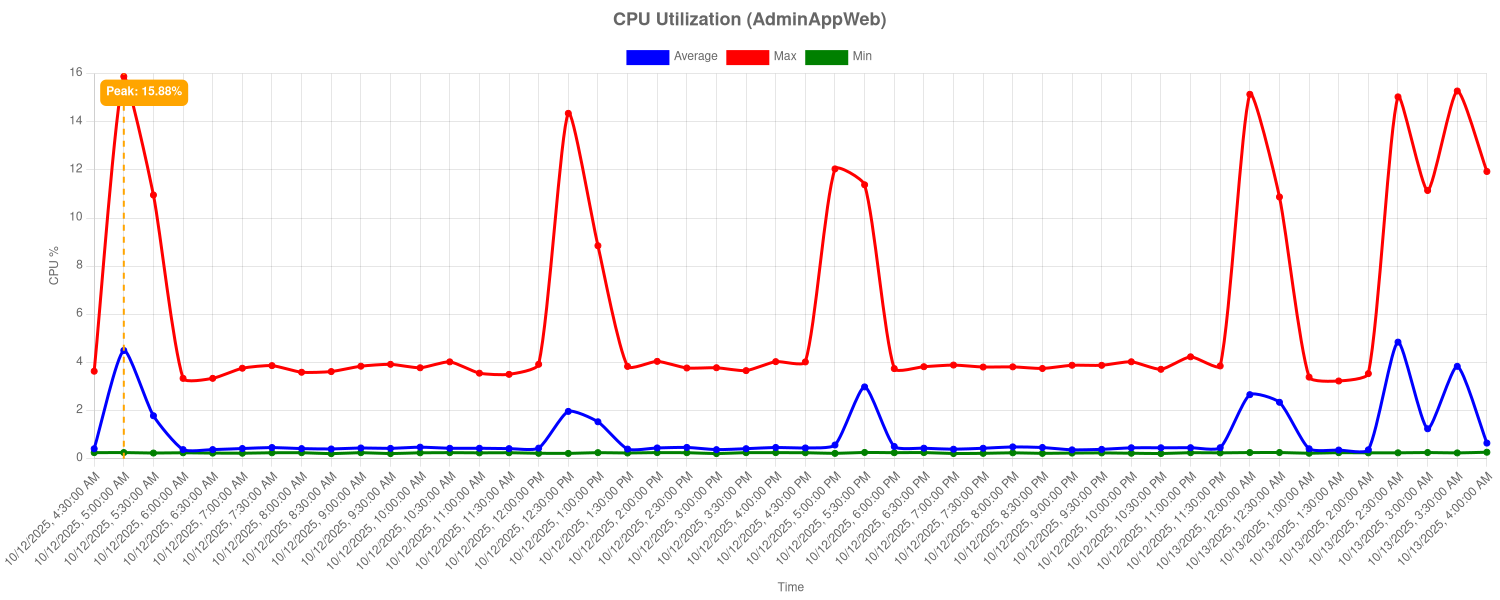 CPU Utilization (AdminAppWeb)
Average Max Min
16
Peak: 15.88%
14
12
10
8
6
4
2
0
CPU %
10/12/2025, 4:30:00 AM
10/12/2025, 5:00:00 AM
10/12/2025, 5:30:00 AM
10/12/2025, 6:00:00 AM
10/12/2025, 6:30:00 AM
10/12/2025, 7:00:00 AM
10/12/2025, 7:30:00 AM
10/12/2025, 8:00:00 AM
10/12/2025, 8:30:00 AM
10/12/2025, 9:00:00 AM
10/12/2025, 9:30:00 AM
10/12/2025, 10:00:00 AM
10/12/2025, 10:30:00 AM
10/12/2025, 11:00:00 AM
10/12/2025, 11:30:00 AM
10/12/2025, 12:00:00 PM
10/12/2025, 12:30:00 PM
10/12/2025, 1:00:00 PM
10/12/2025, 1:30:00 PM
10/12/2025, 2:00:00 PM
10/12/2025, 2:30:00 PM
10/12/2025, 3:00:00 PM
10/12/2025, 3:30:00 PM
10/12/2025, 4:00:00 PM
10/12/2025, 4:30:00 PM
10/12/2025, 5:00:00 PM
10/12/2025, 5:30:00 PM
10/12/2025, 6:00:00 PM
10/12/2025, 6:30:00 PM
10/12/2025, 7:00:00 PM
10/12/2025, 7:30:00 PM
10/12/2025, 8:00:00 PM
10/12/2025, 8:30:00 PM
10/12/2025, 9:00:00 PM
10/12/2025, 9:30:00 PM
10/12/2025, 10:00:00 PM
10/12/2025, 10:30:00 PM
10/12/2025, 11:00:00 PM
10/12/2025, 11:30:00 PM
10/13/2025, 12:00:00 AM
10/13/2025, 12:30:00 AM
10/13/2025, 1:00:00 AM
10/13/2025, 1:30:00 AM
10/13/2025, 2:00:00 AM
10/13/2025, 2:30:00 AM
10/13/2025, 3:00:00 AM
10/13/2025, 3:30:00 AM
10/13/2025, 4:00:00 AM
Time